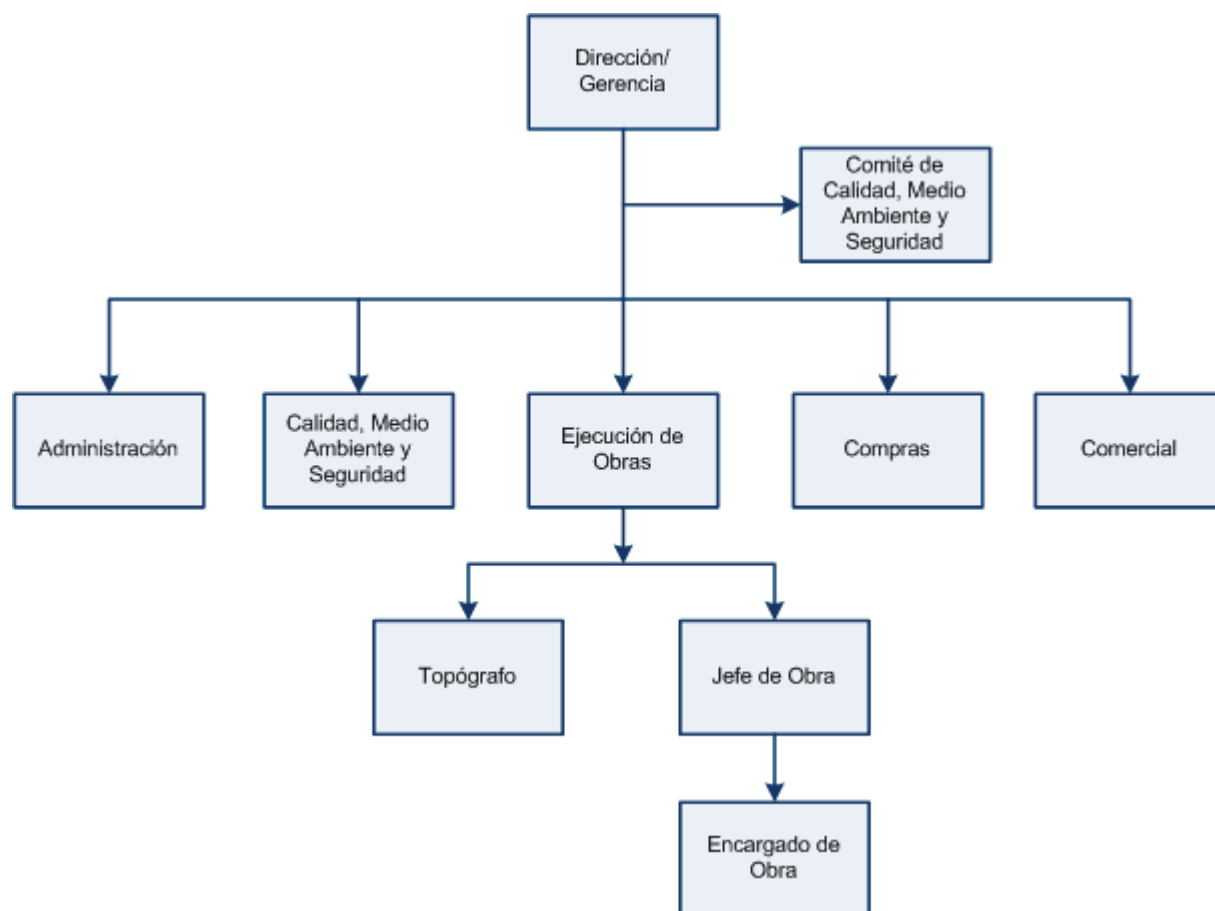 Dirección/
Gerencia
Comité de
Calidad, Medio
Ambiente y
Seguridad
Administración
Calidad, Medio
Ambiente y
Seguridad
Ejecución de
Obras
Compras
Comercial
Topógrafo
Jefe de Obra
Encargado de
Obra